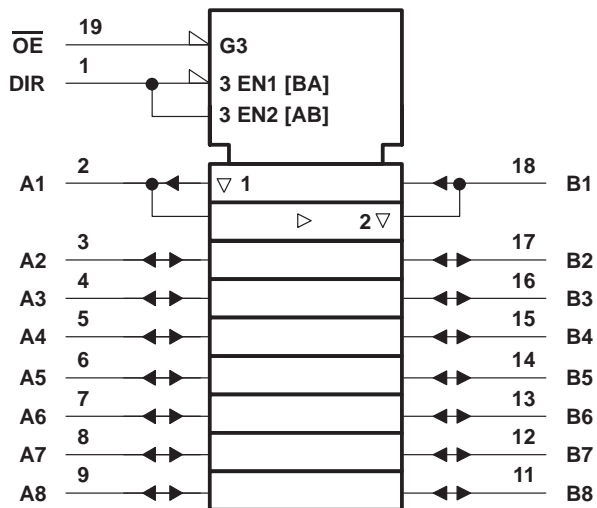 OE 19 G3
DIR 1 3 EN1 [BA]
3 EN2 [AB]
A1 2 ▽ 1 18 B1
▷ 2 ▽
A2 3 17 B2
A3 4 16 B3
A4 5 15 B4
A5 6 14 B5
A6 7 13 B6
A7 8 12 B7
A8 9 11 B8